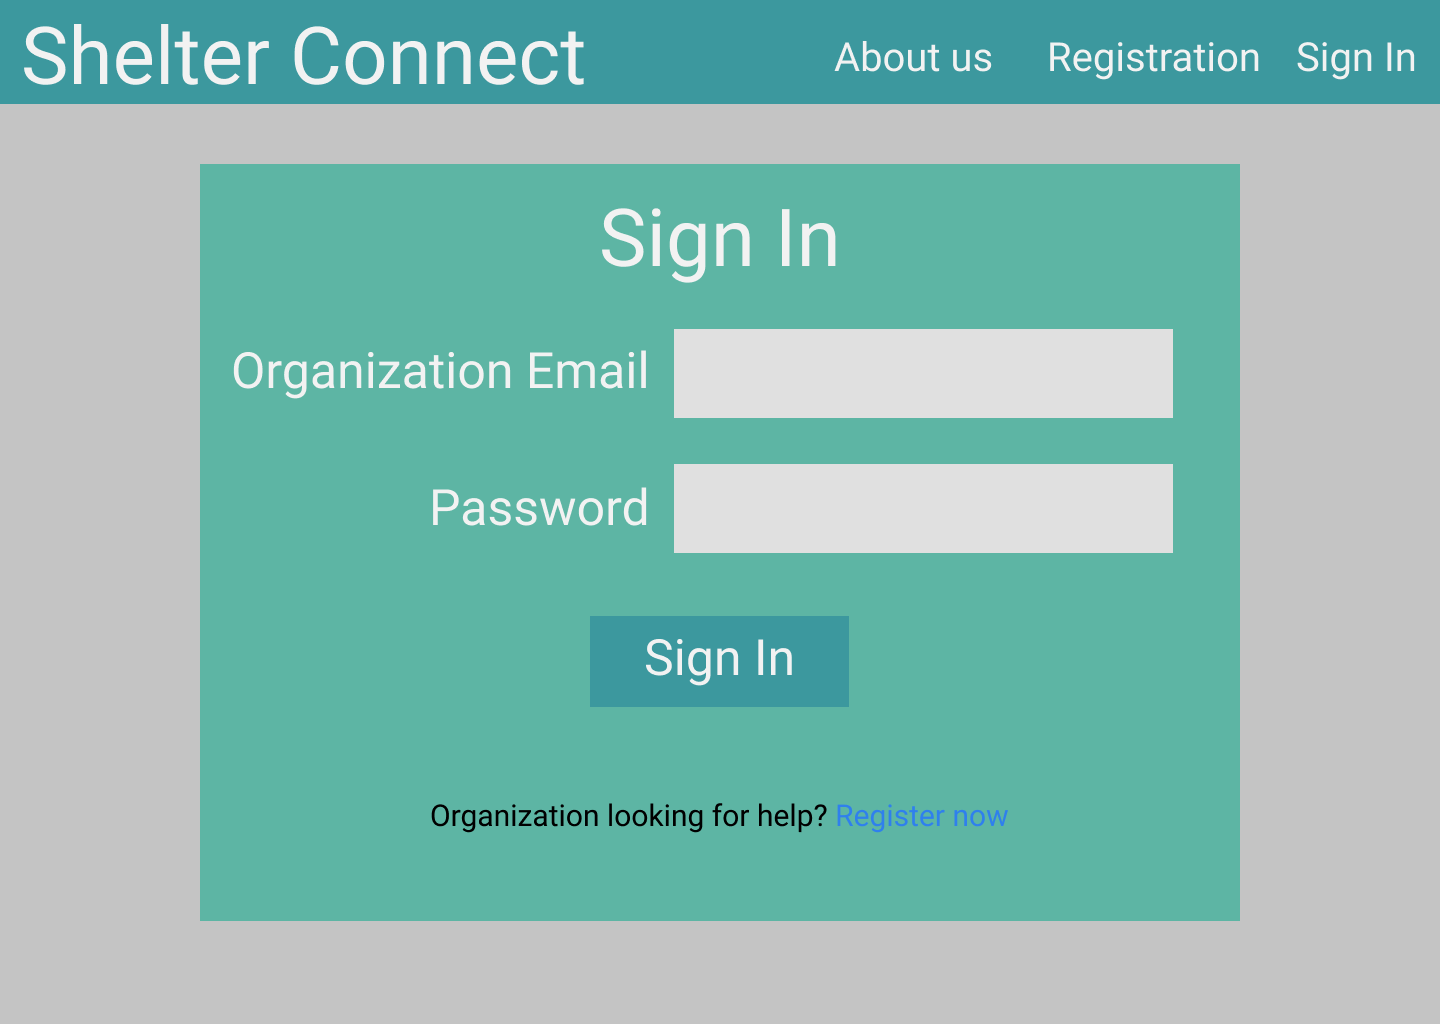 Shelter Connect About us Registration Sign In
Sign In
Organization Email
Password
Sign In
Organization looking for help? Register now